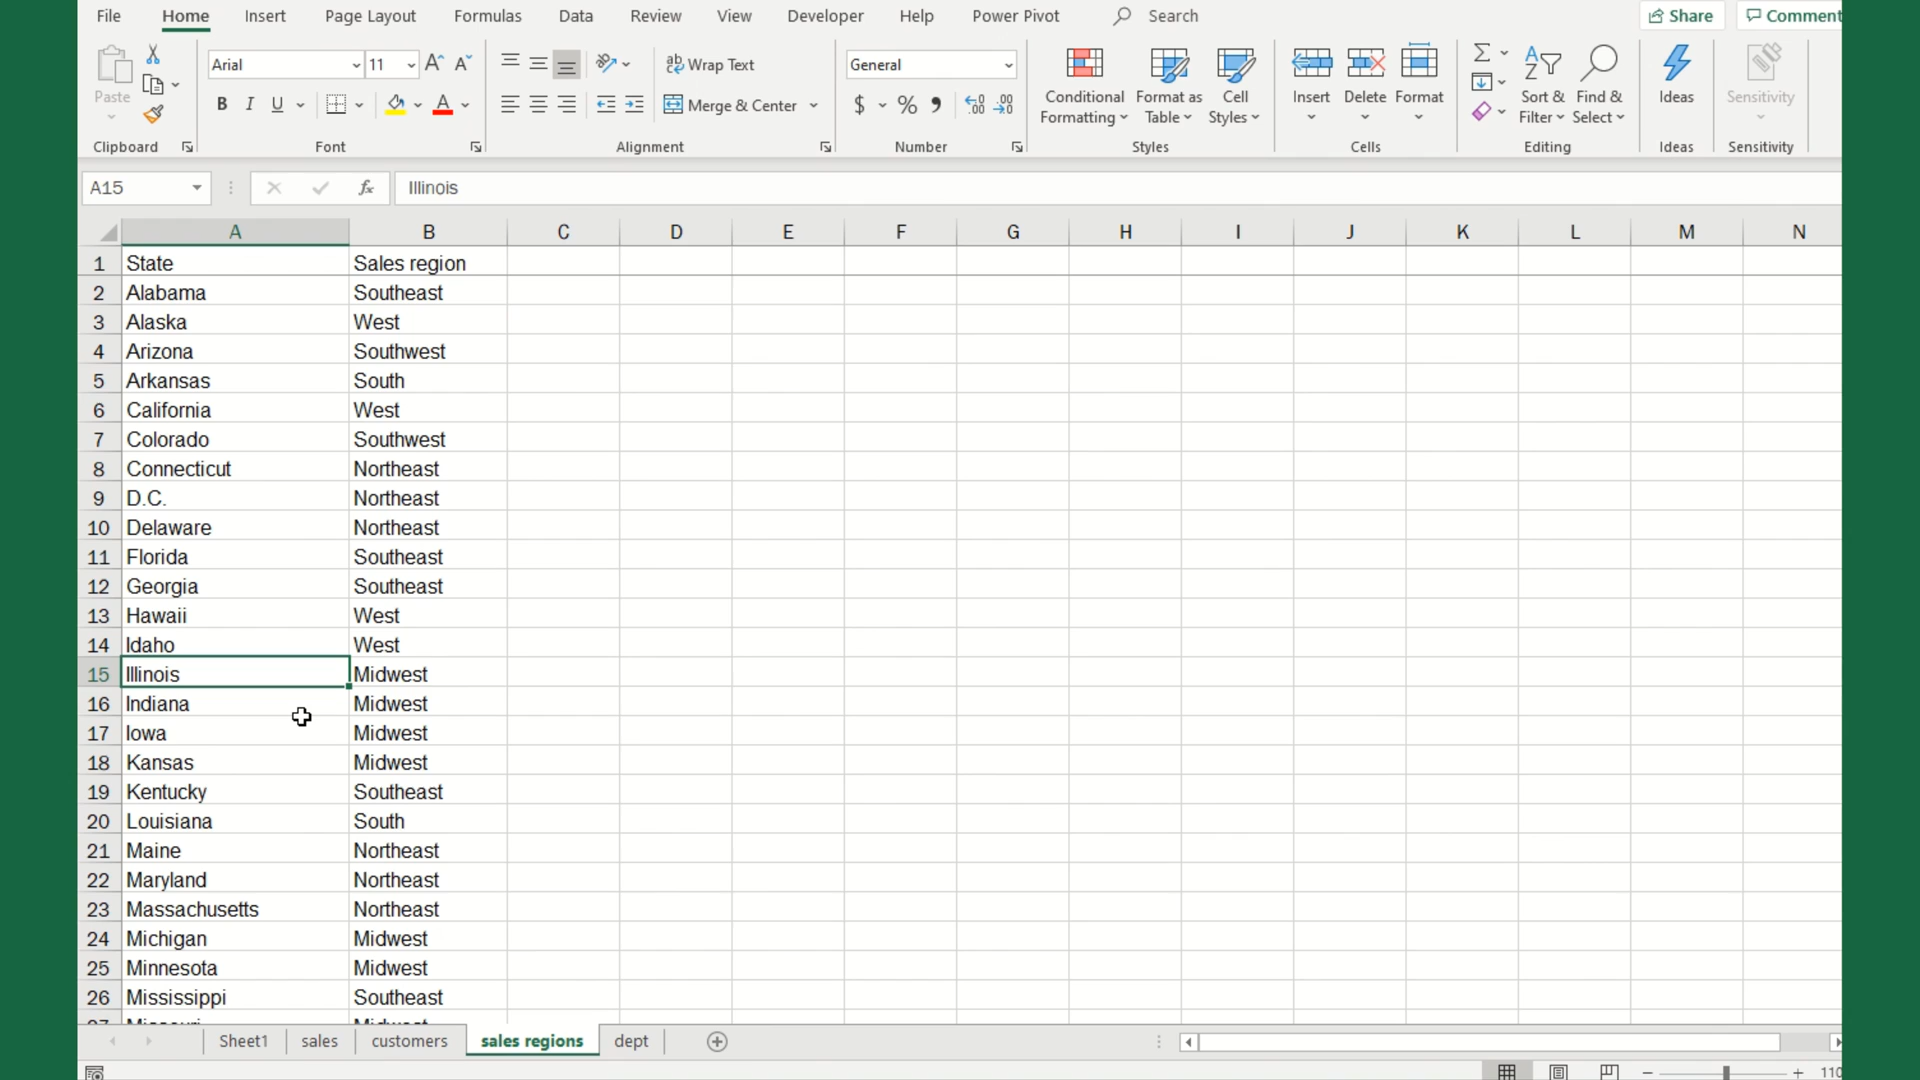 File Home Insert Page Layout Formulas Data Review View Developer Help Power Pivot Search Share Comment
Arial 11 Wrap Text General
Paste B I U Merge & Center $ % Conditional Formatting Format as Table Cell Styles Insert Delete Format Sort & Filter Find & Select Ideas Sensitivity
Clipboard Font Alignment Number Styles Cells Editing Ideas Sensitivity
A15 fx Illinois
A B C D E F G H I J K L M N
1 State Sales region
2 Alabama Southeast
3 Alaska West
4 Arizona Southwest
5 Arkansas South
6 California West
7 Colorado Southwest
8 Connecticut Northeast
9 D.C. Northeast
10 Delaware Northeast
11 Florida Southeast
12 Georgia Southeast
13 Hawaii West
14 Idaho West
15 Illinois Midwest
16 Indiana Midwest
17 Iowa Midwest
18 Kansas Midwest
19 Kentucky Southeast
20 Louisiana South
21 Maine Northeast
22 Maryland Northeast
23 Massachusetts Northeast
24 Michigan Midwest
25 Minnesota Midwest
26 Mississippi Southeast
Sheet1 sales customers sales regions dept
110